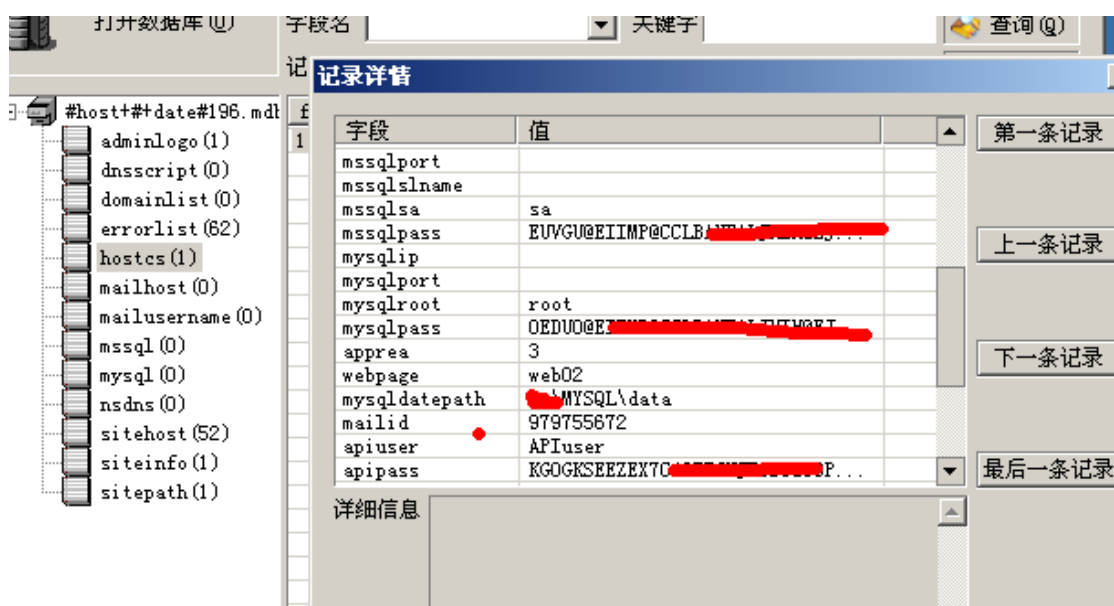 打开数据库(U)
字段名
关键字
查询(Q)
记
记录详情
#host+#+date#196.mdb
adminlogo(1)
dnsscript(0)
domainlist(0)
errorlist(62)
hostcs(1)
mailhost(0)
mailusername(0)
mssql(0)
mysql(0)
nsdns(0)
sitehost(52)
siteinfo(1)
sitepath(1)
1
字段 值
mssqlport
mssqlslname
mssqlsa sa
mssqlpass
mysqlip
mysqlport
mysqlroot root
mysqlpass
apprea 3
webpage web02
mysqldatepath \MYSQL\data
mailid 979755672
apiuser APIuser
apipass
第一条记录
上一条记录
下一条记录
最后一条记录
详细信息